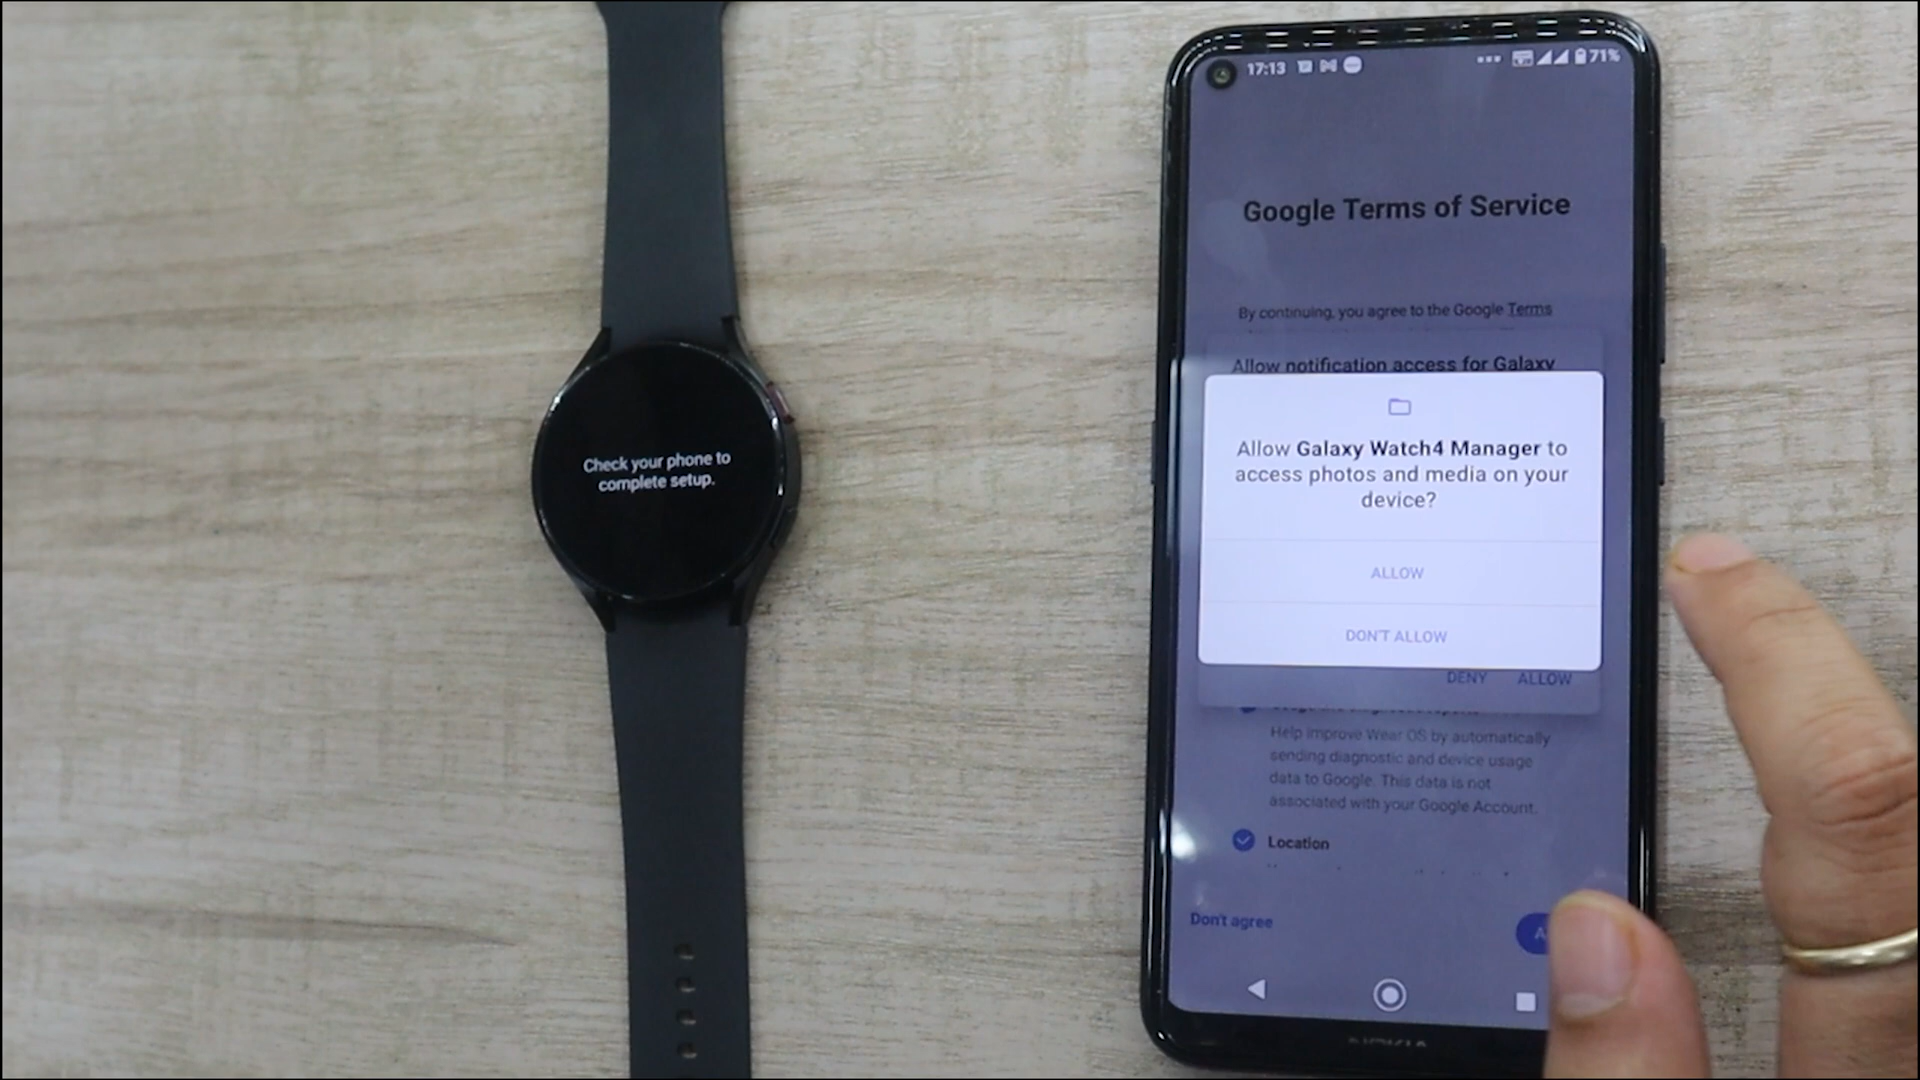 Check your phone to
complete setup.
17:13
71%
Google Terms of Service
By continuing, you agree to the Google Terms
Allow notification access for Galaxy
Allow Galaxy Watch4 Manager to
access photos and media on your
device?
ALLOW
DON'T ALLOW
DENY ALLOW
Help improve Wear OS by automatically
sending diagnostic and device usage
data to Google. This data is not
associated with your Google Account.
Location
Don't agree
NOKIA